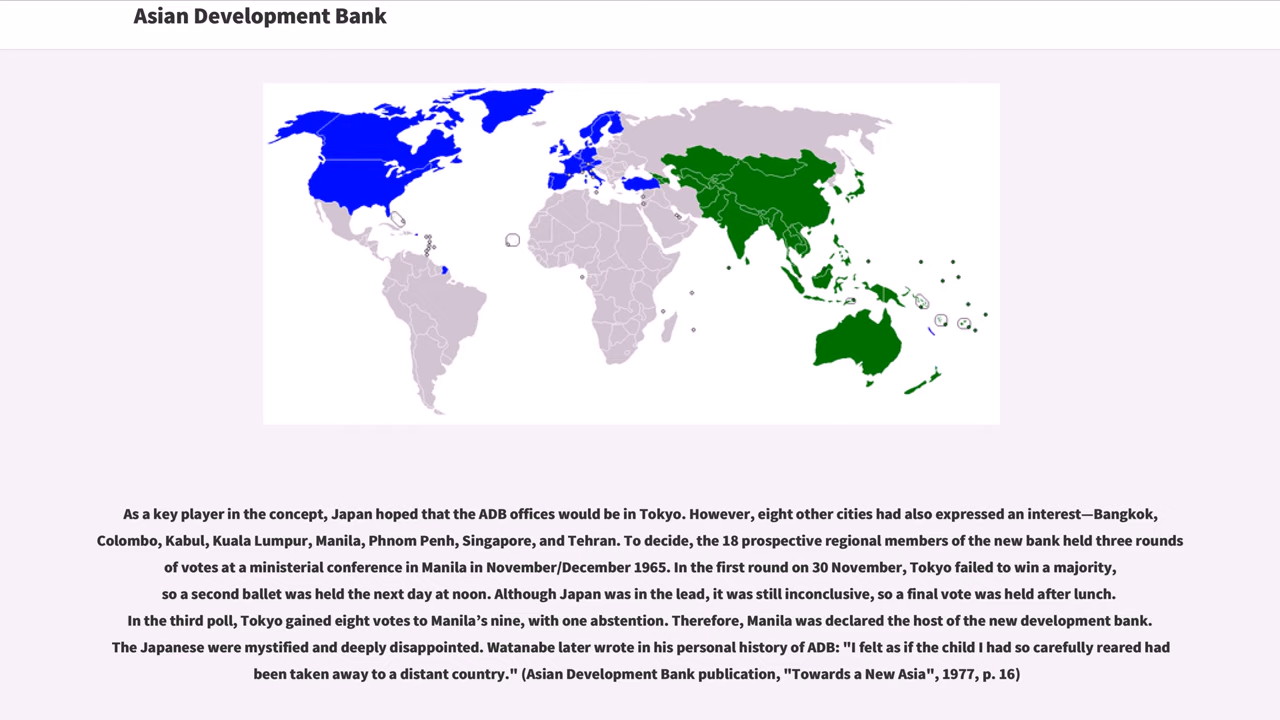 Asian Development Bank
As a key player in the concept, Japan hoped that the ADB offices would be in Tokyo. However, eight other cities had also expressed an interest—Bangkok,
Colombo, Kabul, Kuala Lumpur, Manila, Phnom Penh, Singapore, and Tehran. To decide, the 18 prospective regional members of the new bank held three rounds
of votes at a ministerial conference in Manila in November/December 1965. In the first round on 30 November, Tokyo failed to win a majority,
so a second ballet was held the next day at noon. Although Japan was in the lead, it was still inconclusive, so a final vote was held after lunch.
In the third poll, Tokyo gained eight votes to Manila’s nine, with one abstention. Therefore, Manila was declared the host of the new development bank.
The Japanese were mystified and deeply disappointed. Watanabe later wrote in his personal history of ADB: "I felt as if the child I had so carefully reared had
been taken away to a distant country." (Asian Development Bank publication, "Towards a New Asia", 1977, p. 16)